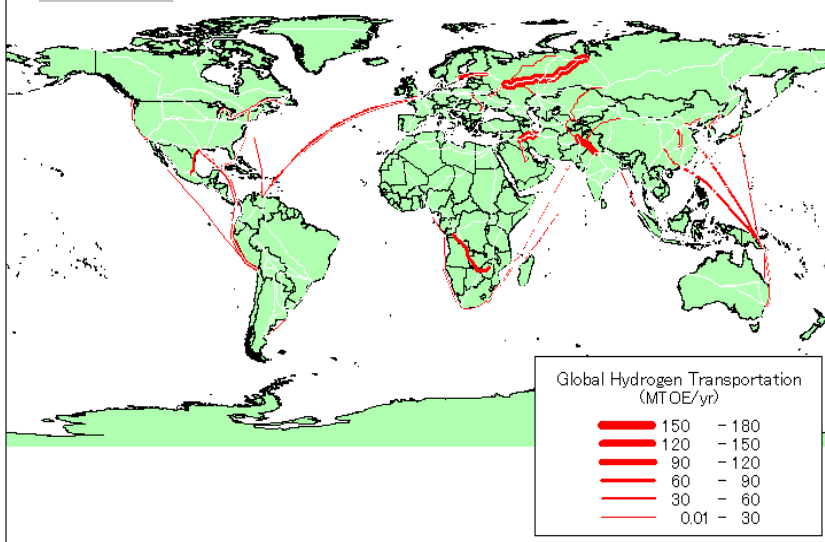 Global Hydrogen Transportation
(MTOE/yr)
150 - 180
120 - 150
90 - 120
60 - 90
30 - 60
0.01 - 30